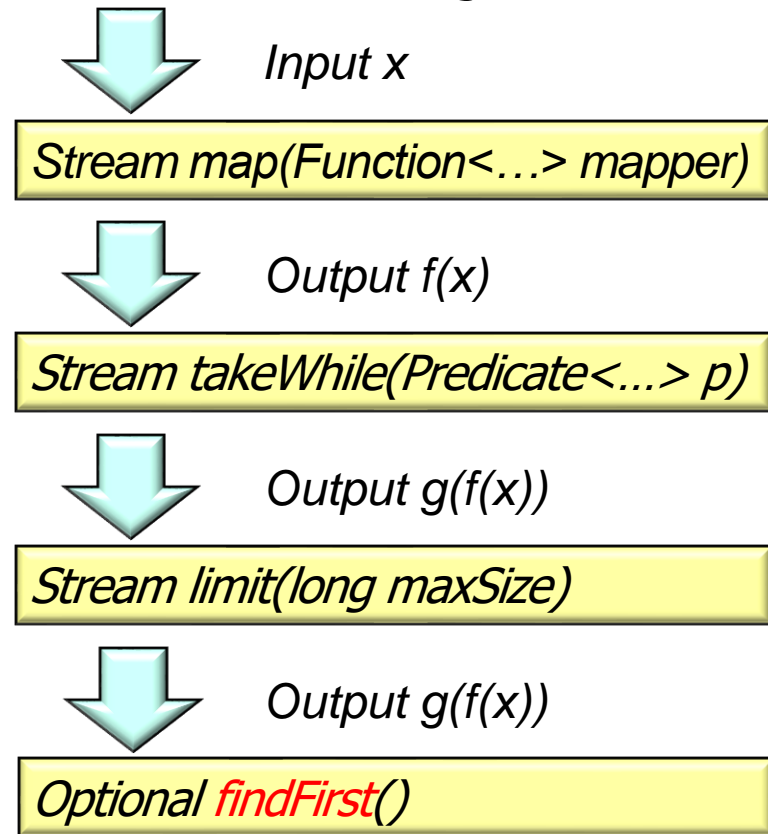 Input x
Stream map(Function<…> mapper)
Output f(x)
Stream takeWhile(Predicate<...> p)
Output g(f(x))
Stream limit(long maxSize)
Output g(f(x))
Optional findFirst()